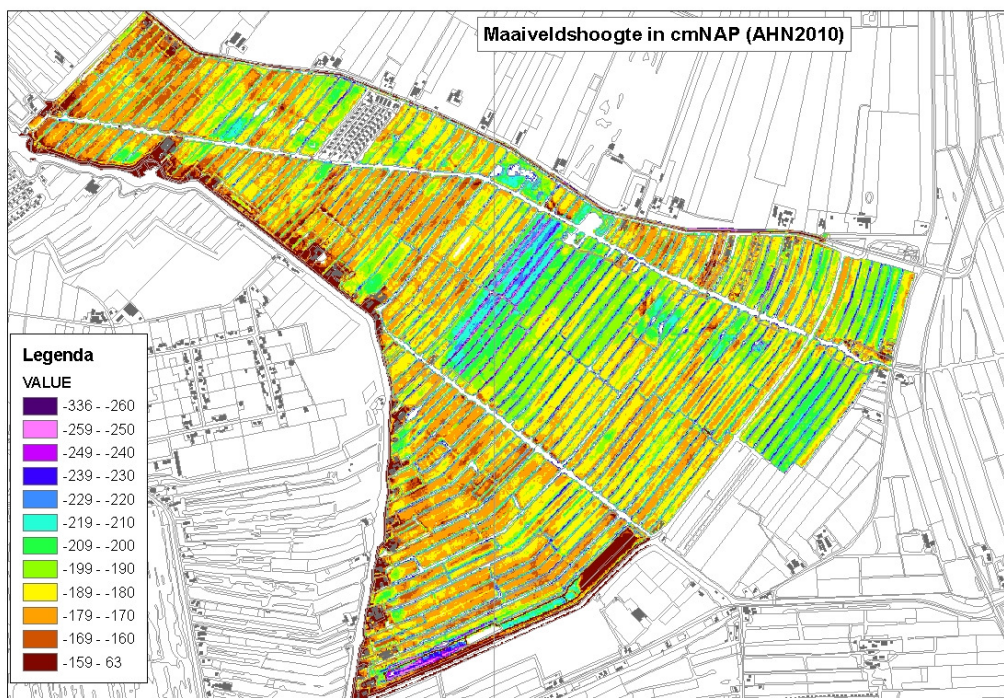 Maaiveldshoogte in cmNAP (AHN2010)
Legenda
VALUE
-336 - -260
-259 - -250
-249 - -240
-239 - -230
-229 - -220
-219 - -210
-209 - -200
-199 - -190
-189 - -180
-179 - -170
-169 - -160
-159 - 63